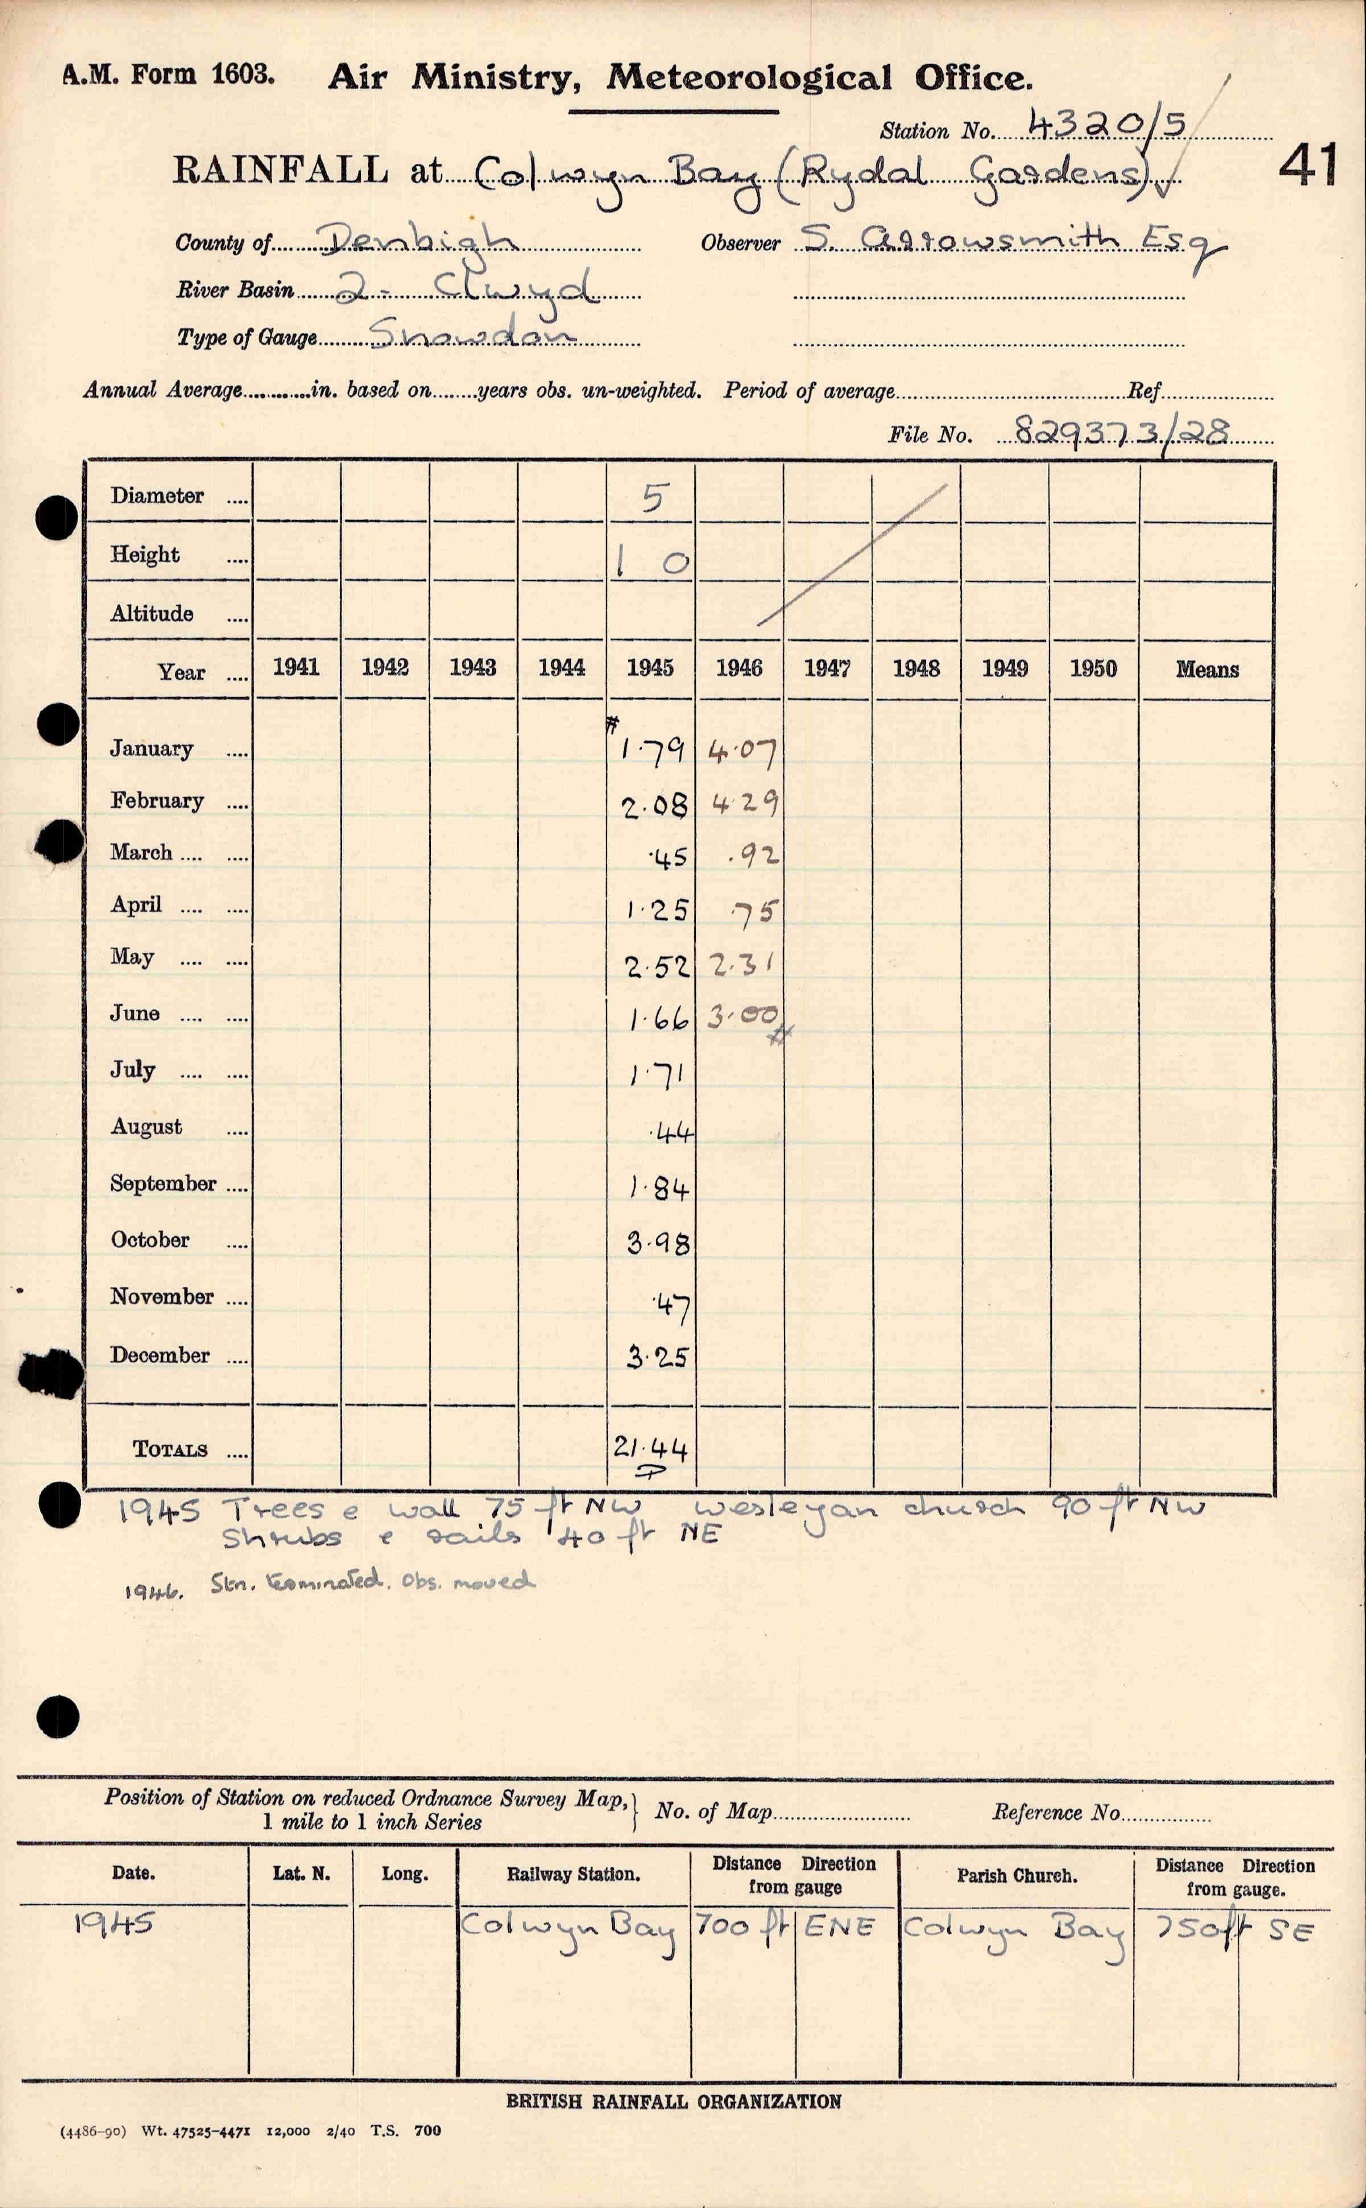 A.M. Form 1603. Air Ministry, Meteorological Office.
Station No. 4320/5
41
RAINFALL at Colwyn Bay (Rydal Gardens)
County of Denbigh Observer S. Arrowsmith Esq
River Basin 2 - Clwyd
Type of Gauge Snowdon
Annual Average............in. based on........years obs. un-weighted. Period of average............Ref............
File No. 829373/28
Diameter .... 5
Height .... 1 0
Altitude ....
Year .... 1941 1942 1943 1944 1945 1946 1947 1948 1949 1950 Means
January .... # 1.79 4.07
February .... 2.08 4.29
March .... .... .45 .92
April .... .... 1.25 .75
May .... .... 2.52 2.31
June .... .... 1.66 3.00 #
July .... .... 1.71
August .... .44
September .... 1.84
October .... 3.98
November .... .47
December .... 3.25
TOTALS .... 21.44
1945 Trees & wall 75 ft NW Wesleyan church 90 ft NW
Shrubs & rails 40 ft NE
1946. Stn. terminated. Obs. moved
Position of Station on reduced Ordnance Survey Map,} No. of Map............ Reference No............
1 mile to 1 inch Series
Date. Lat. N. Long. Railway Station. Distance Direction from gauge Parish Church. Distance Direction from gauge.
1945 Colwyn Bay 700 ft ENE Colwyn Bay 750 ft SE
BRITISH RAINFALL ORGANIZATION
(4486-90) Wt. 47525-4471 12,000 2/40 T.S. 700